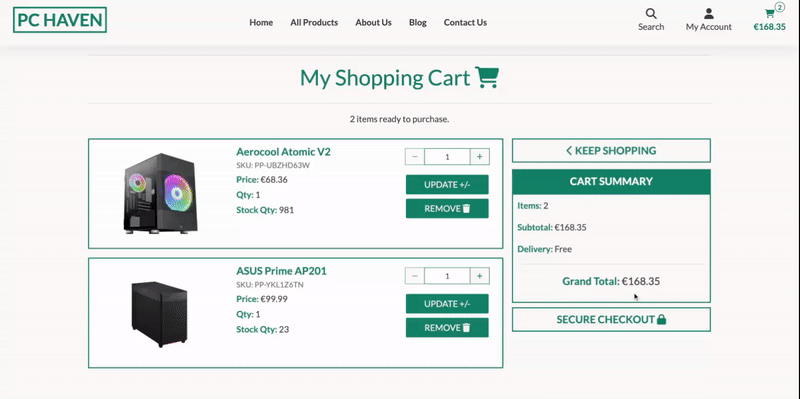 PC HAVEN
Home
All Products
About Us
Blog
Contact Us
Search
My Account
2
€168.35
My Shopping Cart
2 items ready to purchase.
Aerocool Atomic V2
SKU: PP-UBZHD63W
Price: €68.36
Qty: 1
Stock Qty: 981
− 1 +
UPDATE +/-
REMOVE
ASUS Prime AP201
SKU: PP-YKL1Z6TN
Price: €99.99
Qty: 1
Stock Qty: 23
− 1 +
UPDATE +/-
REMOVE
KEEP SHOPPING
CART SUMMARY
Items: 2
Subtotal: €168.35
Delivery: Free
Grand Total: €168.35
SECURE CHECKOUT